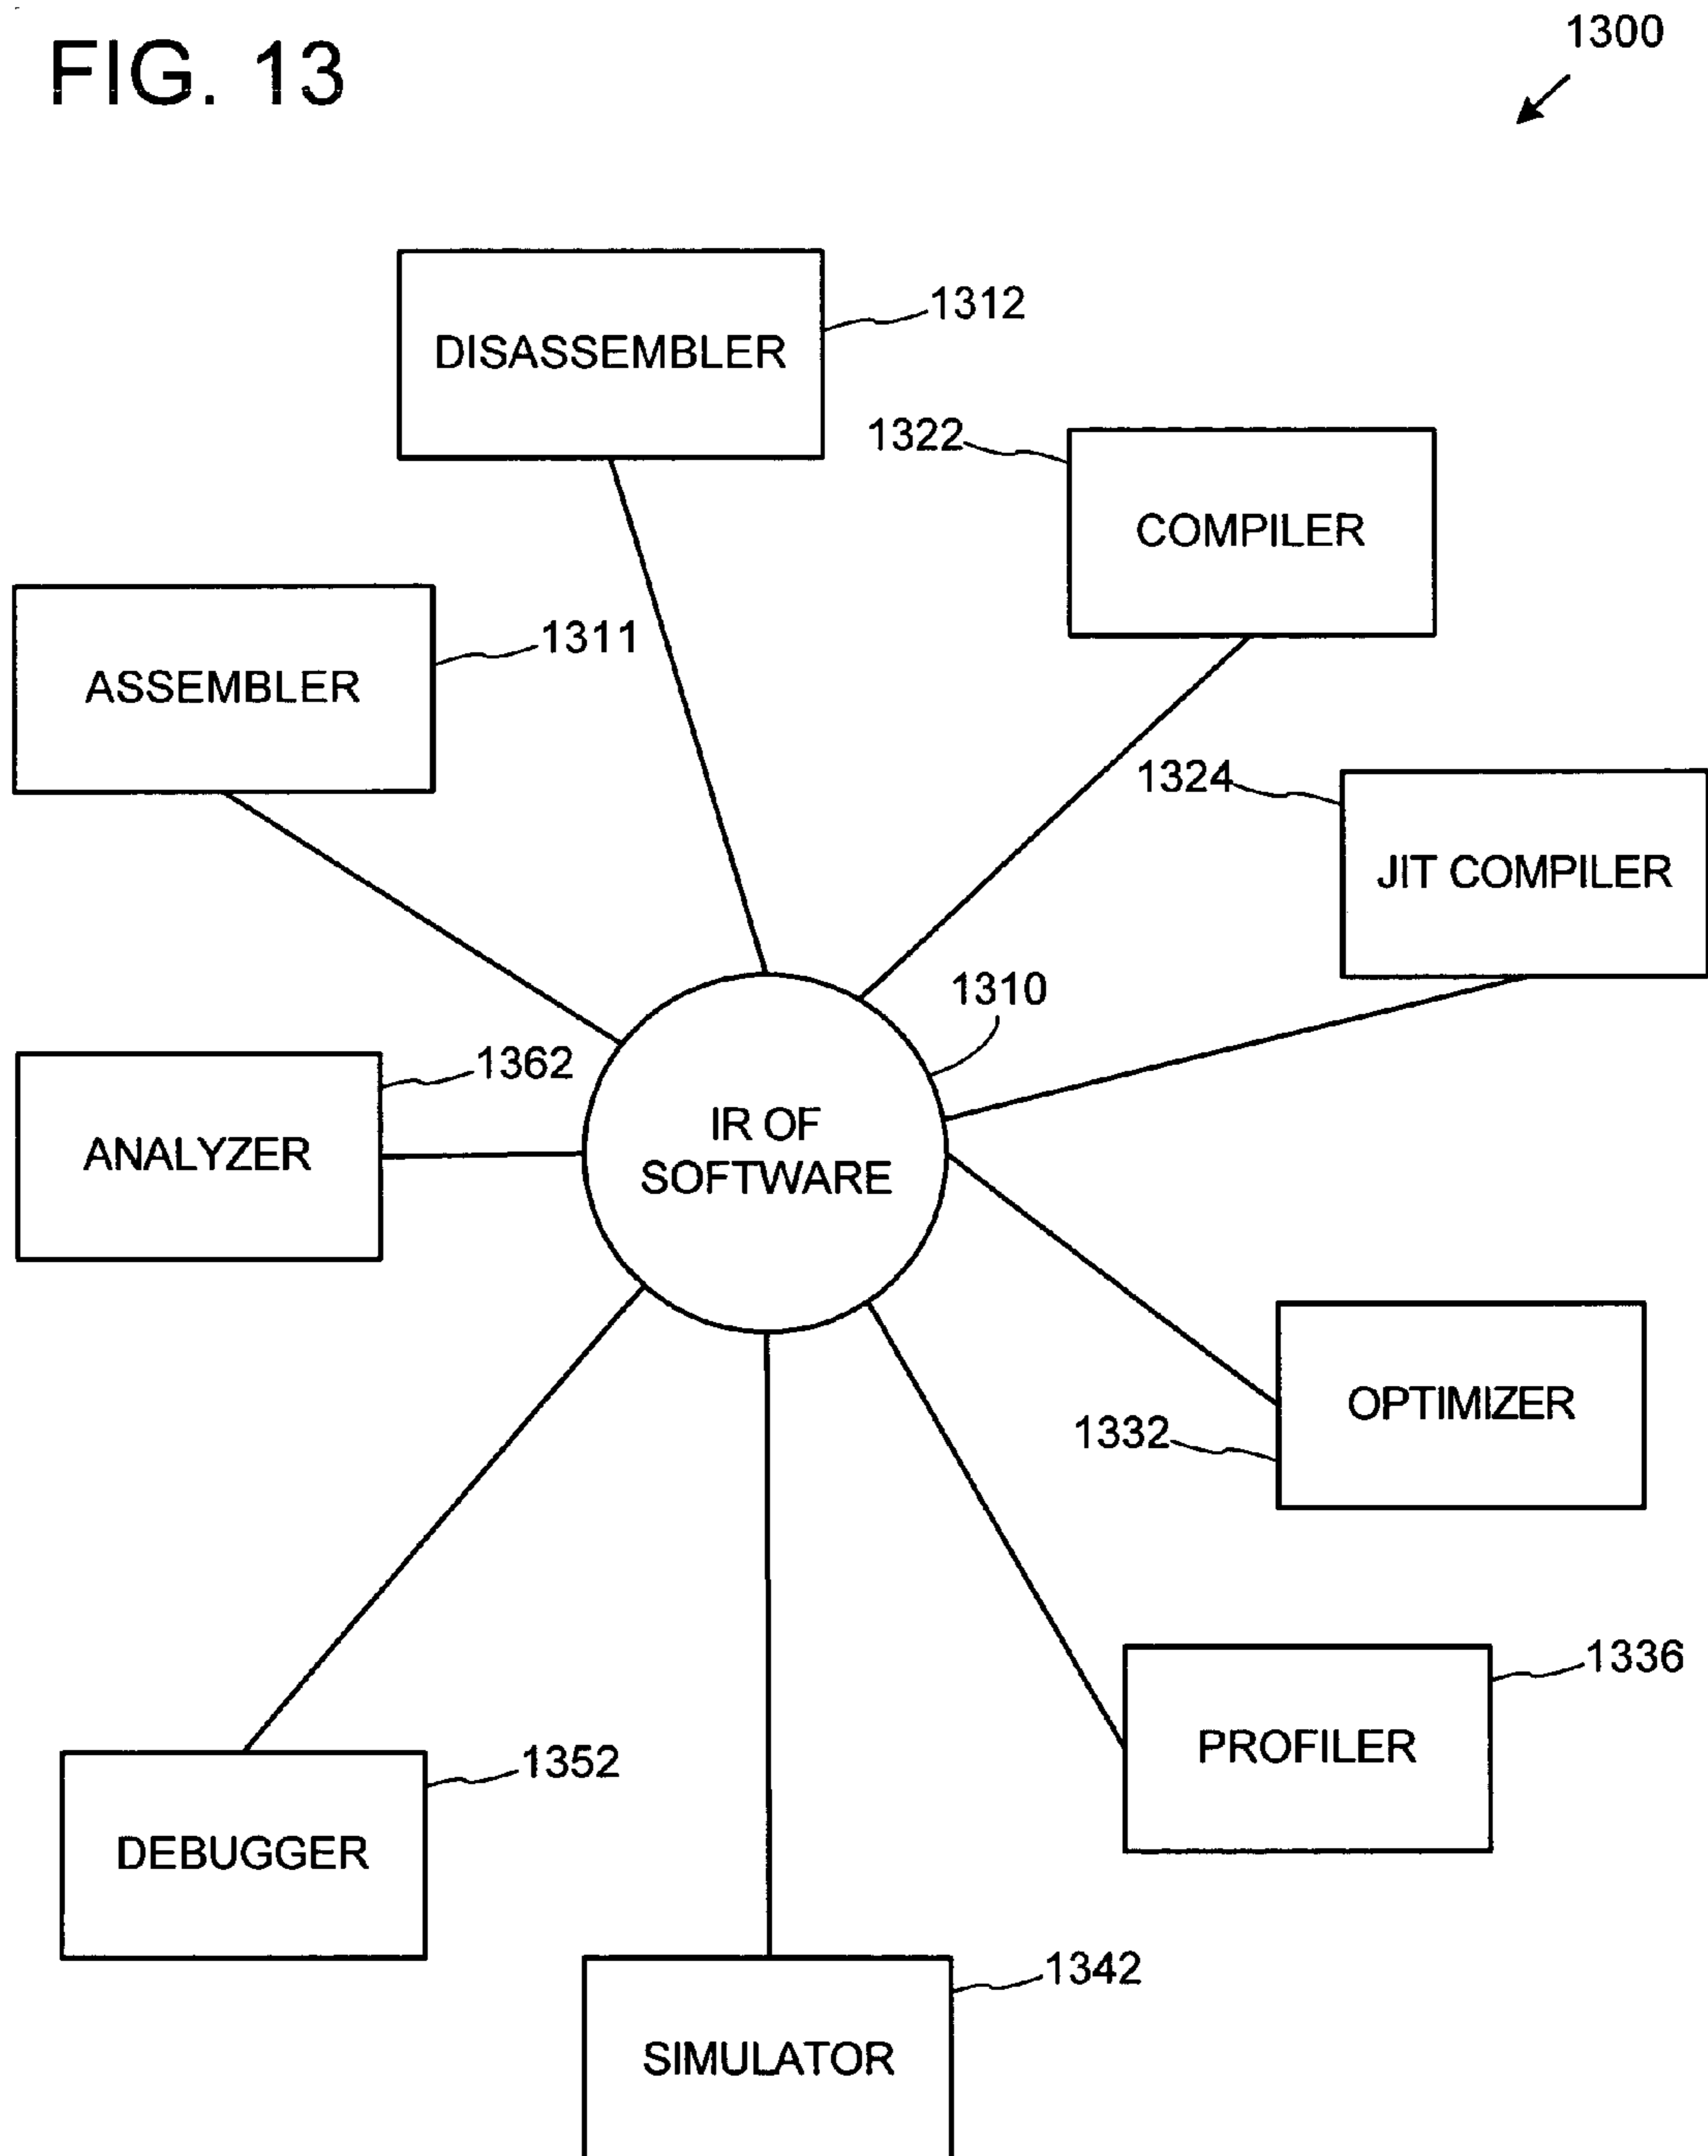 FIG. 13
1300
1312
DISASSEMBLER
1322
COMPILER
1311
ASSEMBLER
1324
JIT COMPILER
1310
1362
IR OF
SOFTWARE
ANALYZER
OPTIMIZER
1332
1336
PROFILER
1352
DEBUGGER
1342
SIMULATOR